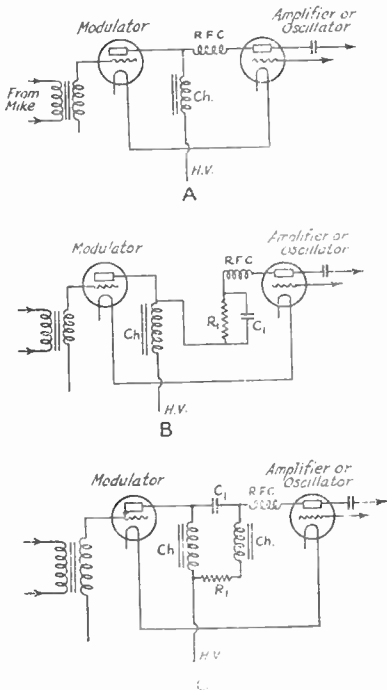 Modulator
RFC
Amplifier or
Oscillator
From
Mike
Ch.
H.V.
A
Modulator
RFC
Amplifier or
Oscillator
Ch
R1
C1
H.V.
B
Modulator
C1
RFC
Amplifier or
Oscillator
Ch
Ch.
R1
H.V.
C